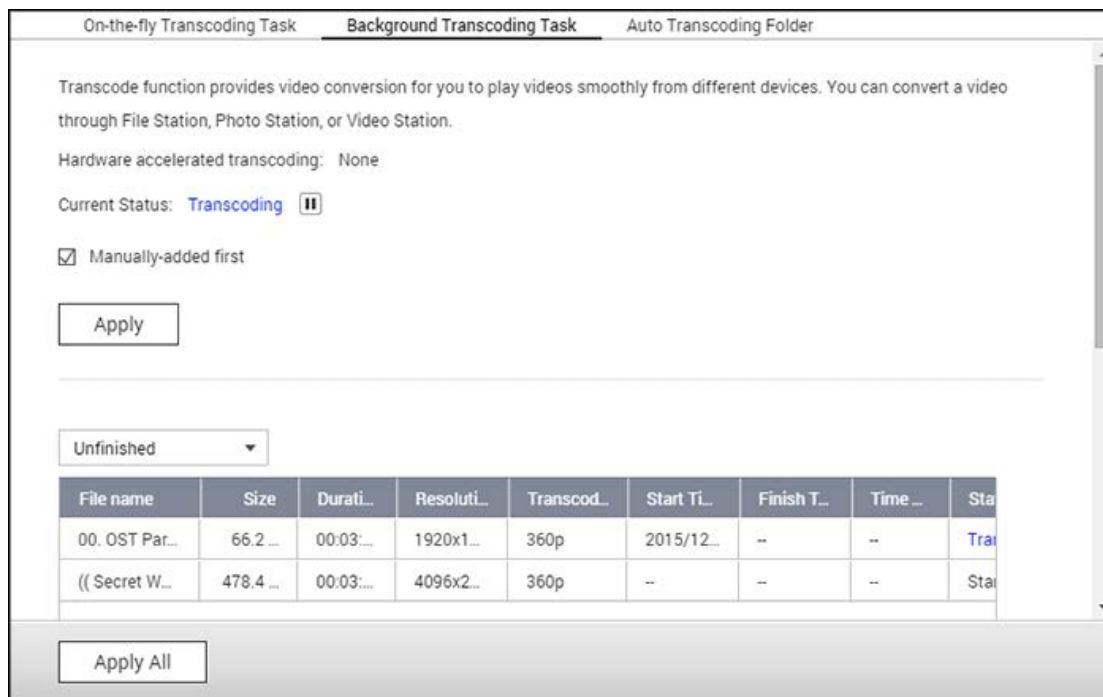 On-the-fly Transcoding Task Background Transcoding Task Auto Transcoding Folder
Transcode function provides video conversion for you to play videos smoothly from different devices. You can convert a video
through File Station, Photo Station, or Video Station.
Hardware accelerated transcoding: None
Current Status: Transcoding
Manually-added first
Apply
Unfinished
File name Size Durati... Resoluti... Transcod... Start Ti... Finish T... Time ... Sta
00. OST Par... 66.2 ... 00:03:... 1920x1... 360p 2015/12... -- -- Trai
(( Secret W... 478.4 ... 00:03:... 4096x2... 360p -- -- -- Star
Apply All